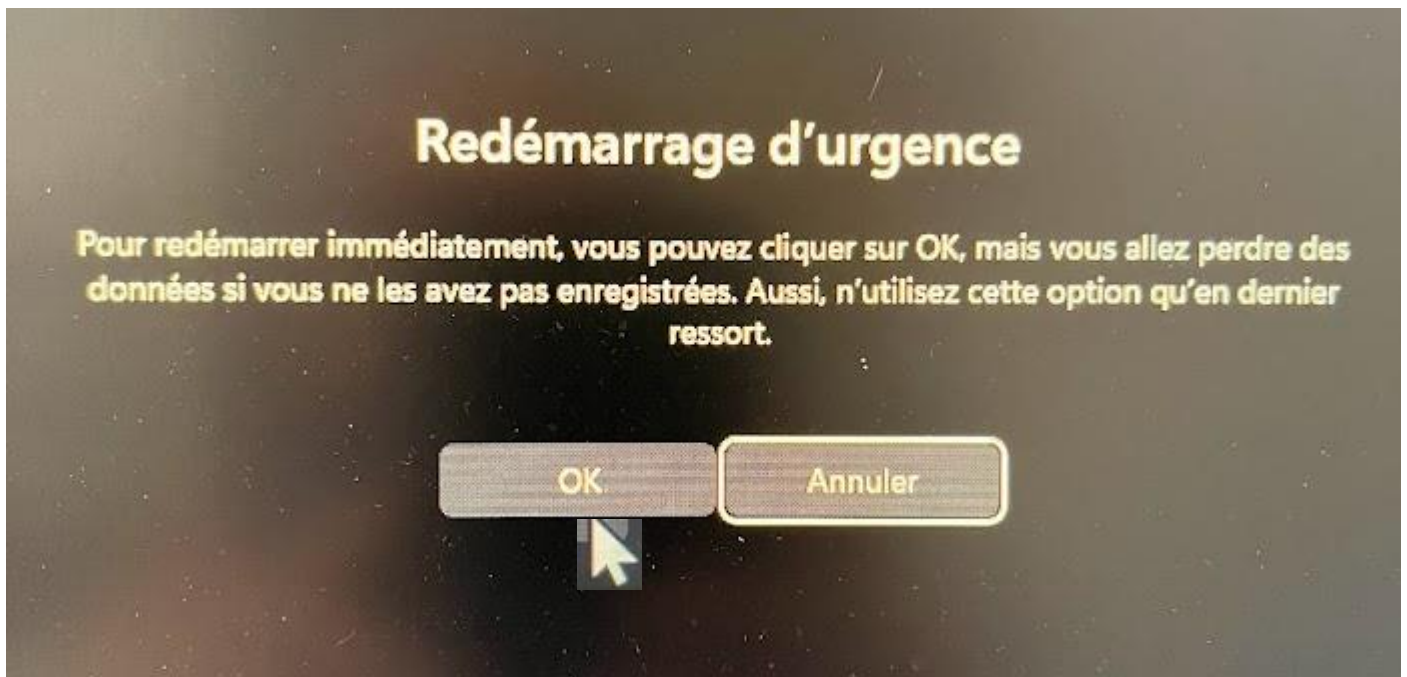 Redémarrage d’urgence
Pour redémarrer immédiatement, vous pouvez cliquer sur OK, mais vous allez perdre des
données si vous ne les avez pas enregistrées. Aussi, n’utilisez cette option qu’en dernier
ressort.
OK
Annuler